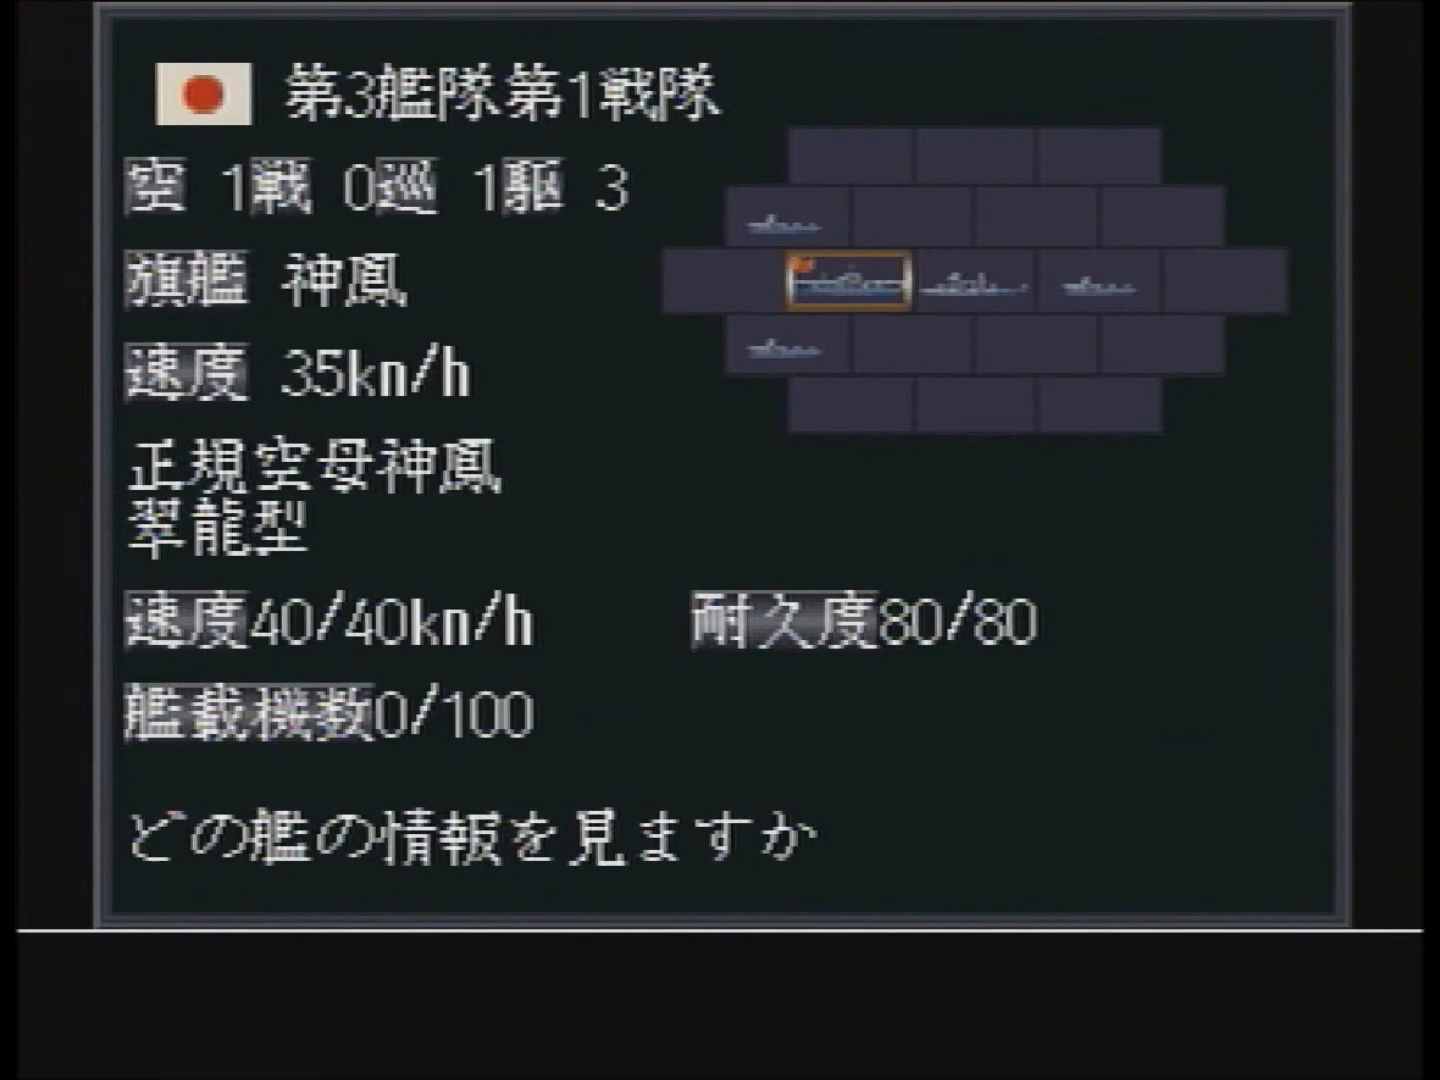 第3艦隊第1戦隊
空 1戦 0巡 1駆 3
旗艦 神鳳
速度 35kn/h
正規空母神鳳
翠龍型
速度40/40kn/h 耐久度80/80
艦載機数0/100
どの艦の情報を見ますか